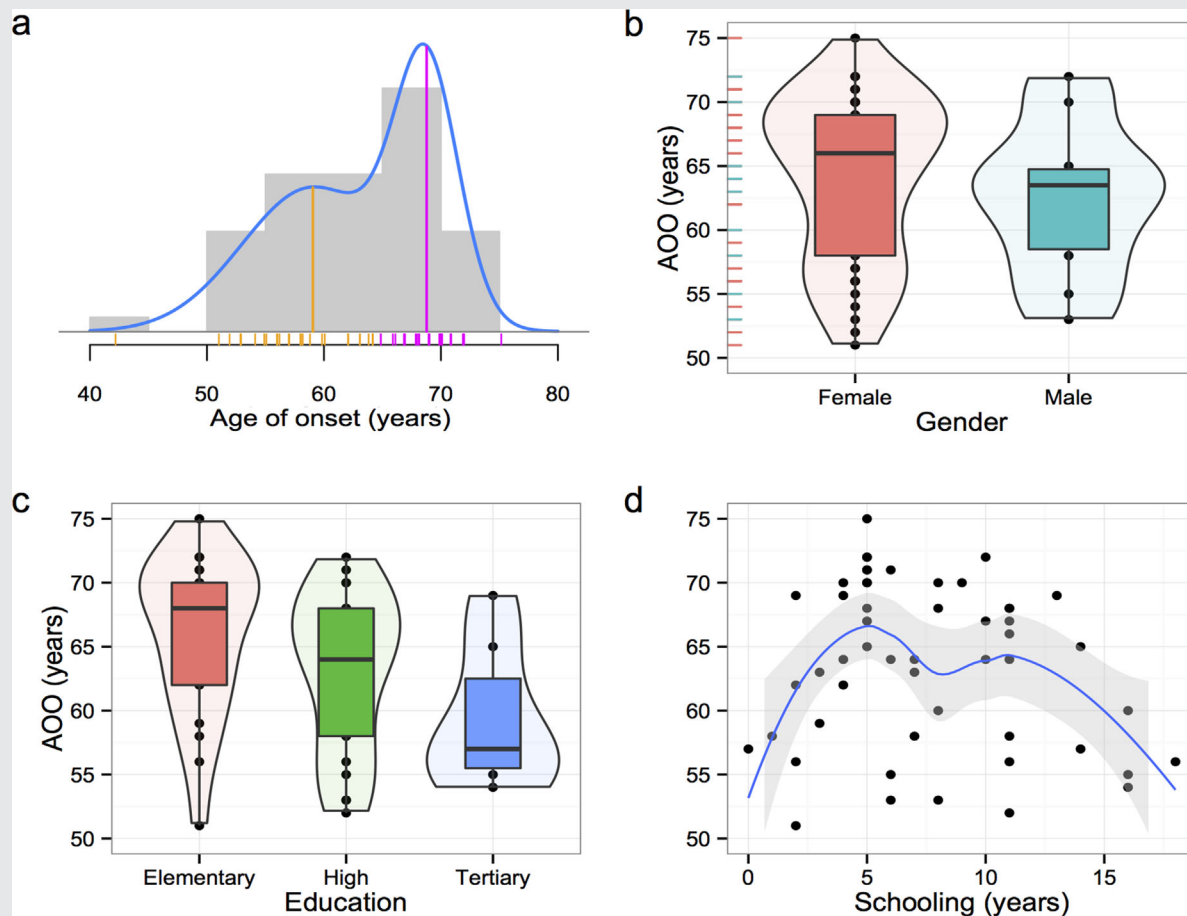 a
40 50 60 70 80
Age of onset (years)
b
75
70
65
60
55
50
AOO (years)
Female Male
Gender
c
75
70
65
60
55
50
AOO (years)
Elementary High Tertiary
Education
d
75
70
65
60
55
50
AOO (years)
0 5 10 15
Schooling (years)